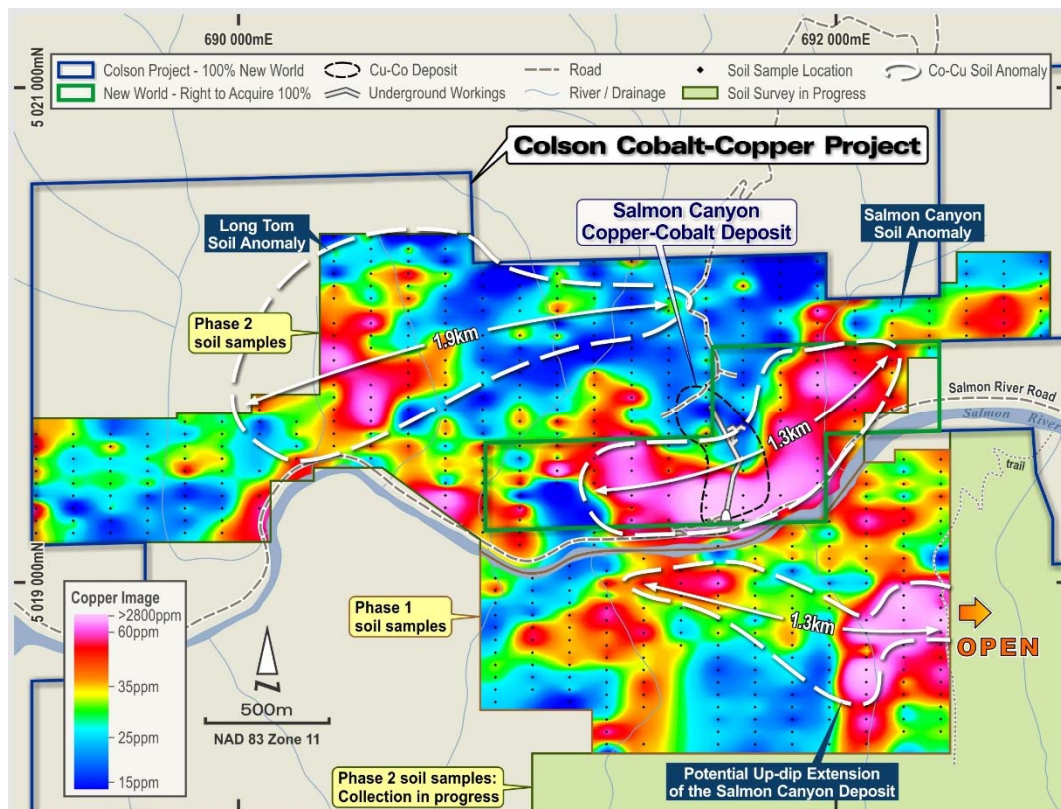 690 000mE
692 000mE
5 021 000mN
Colson Project - 100% New World
Cu-Co Deposit
Road
Soil Sample Location
Co-Cu Soil Anomaly
New World - Right to Acquire 100%
Underground Workings
River / Drainage
Soil Survey in Progress
Colson Cobalt-Copper Project
Long Tom
Soil Anomaly
Salmon Canyon
Copper-Cobalt Deposit
Salmon Canyon
Soil Anomaly
Phase 2
soil samples
1.9km
Salmon River Road
Salmon River
1.3km
trail
5 019 000mN
Copper Image
>2800ppm
60ppm
35ppm
25ppm
15ppm
Phase 1
soil samples
1.3km
OPEN
N
500m
NAD 83 Zone 11
Phase 2 soil samples:
Collection in progress
Potential Up-dip Extension
of the Salmon Canyon Deposit
690 000mE
692 000mE